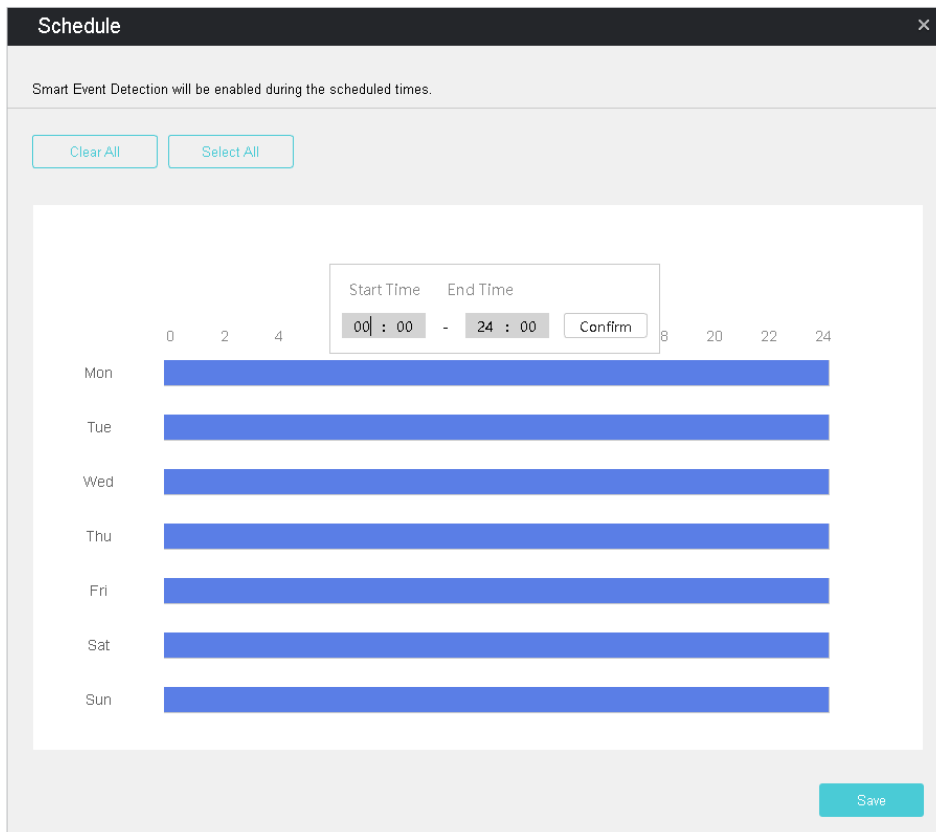 Schedule ×
Smart Event Detection will be enabled during the scheduled times.
Clear All Select All
Start Time End Time
00 : 00 - 24 : 00 Confirm
0 2 4 8 20 22 24
Mon
Tue
Wed
Thu
Fri
Sat
Sun
Save